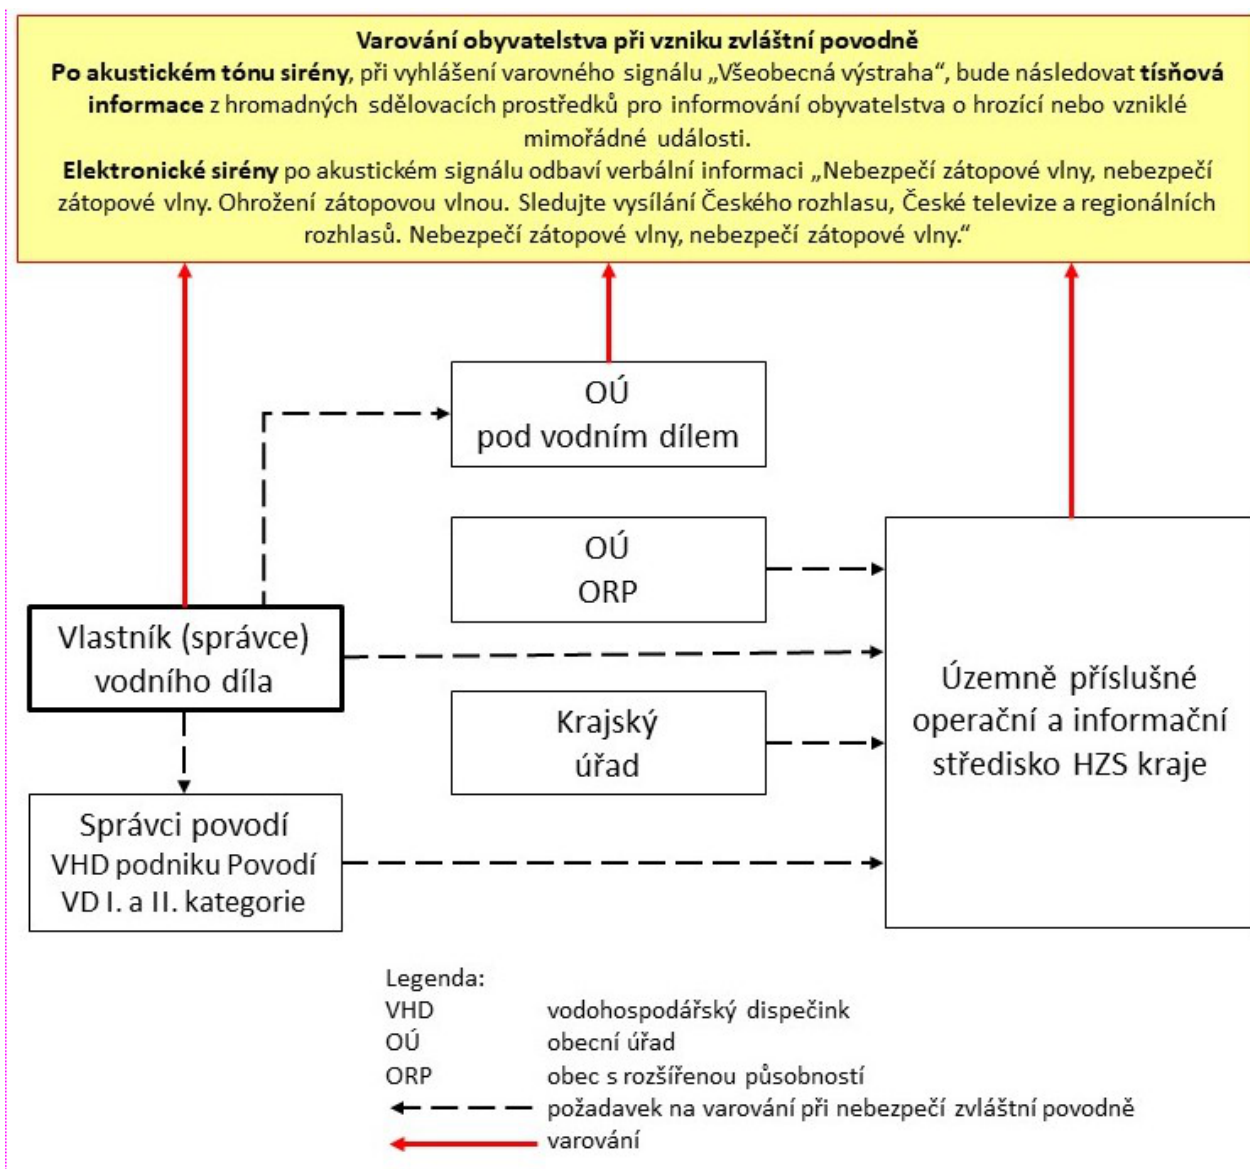 Varování obyvatelstva při vzniku zvláštní povodně
Po akustickém tónu sirény, při vyhlášení varovného signálu „Všeobecná výstraha“, bude následovat tísňová
informace z hromadných sdělovacích prostředků pro informování obyvatelstva o hrozící nebo vzniklé
mimořádné události.
Elektronické sirény po akustickém signálu odbaví verbální informaci „Nebezpečí zátopové vlny, nebezpečí
zátopové vlny. Ohrožení zátopovou vlnou. Sledujte vysílání Českého rozhlasu, České televize a regionálních
rozhlasů. Nebezpečí zátopové vlny, nebezpečí zátopové vlny.“
OÚ
pod vodním dílem
OÚ
ORP
Vlastník (správce)
vodního díla
Krajský
úřad
Územně příslušné
operační a informační
středisko HZS kraje
Správci povodí
VHD podniku Povodí
VD I. a II. kategorie
Legenda:
VHD vodohospodářský dispečink
OÚ obecní úřad
ORP obec s rozšířenou působností
požadavek na varování při nebezpečí zvláštní povodně
varování